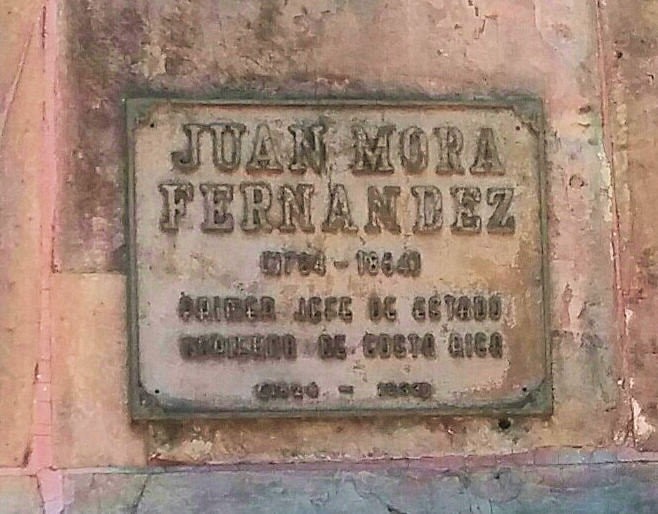 JUAN MORA
FERNANDEZ
(1784 - 1854)
PRIMER JEFE DE ESTADO
DE COSTA RICA